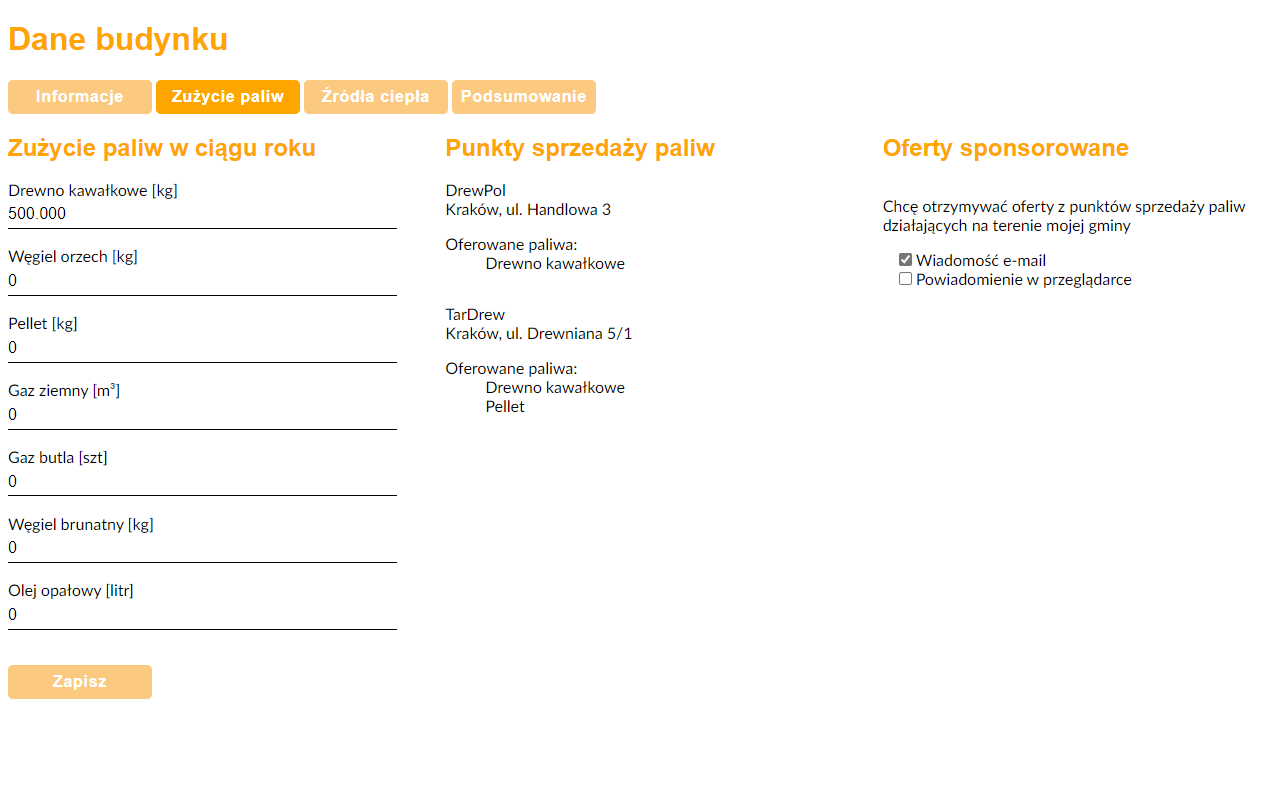 Dane budynku
Informacje
Zużycie paliw
Źródła ciepła
Podsumowanie
Zużycie paliw w ciągu roku
Drewno kawałkowe [kg]
500.000
Węgiel orzech [kg]
0
Pellet [kg]
0
Gaz ziemny [m³]
0
Gaz butla [szt]
0
Węgiel brunatny [kg]
0
Olej opałowy [litr]
0
Zapisz
Punkty sprzedaży paliw
DrewPol
Kraków, ul. Handlowa 3
Oferowane paliwa:
Drewno kawałkowe
TarDrew
Kraków, ul. Drewniana 5/1
Oferowane paliwa:
Drewno kawałkowe
Pellet
Oferty sponsorowane
Chcę otrzymywać oferty z punktów sprzedaży paliw
działających na terenie mojej gminy
Wiadomość e-mail
Powiadomienie w przeglądarce